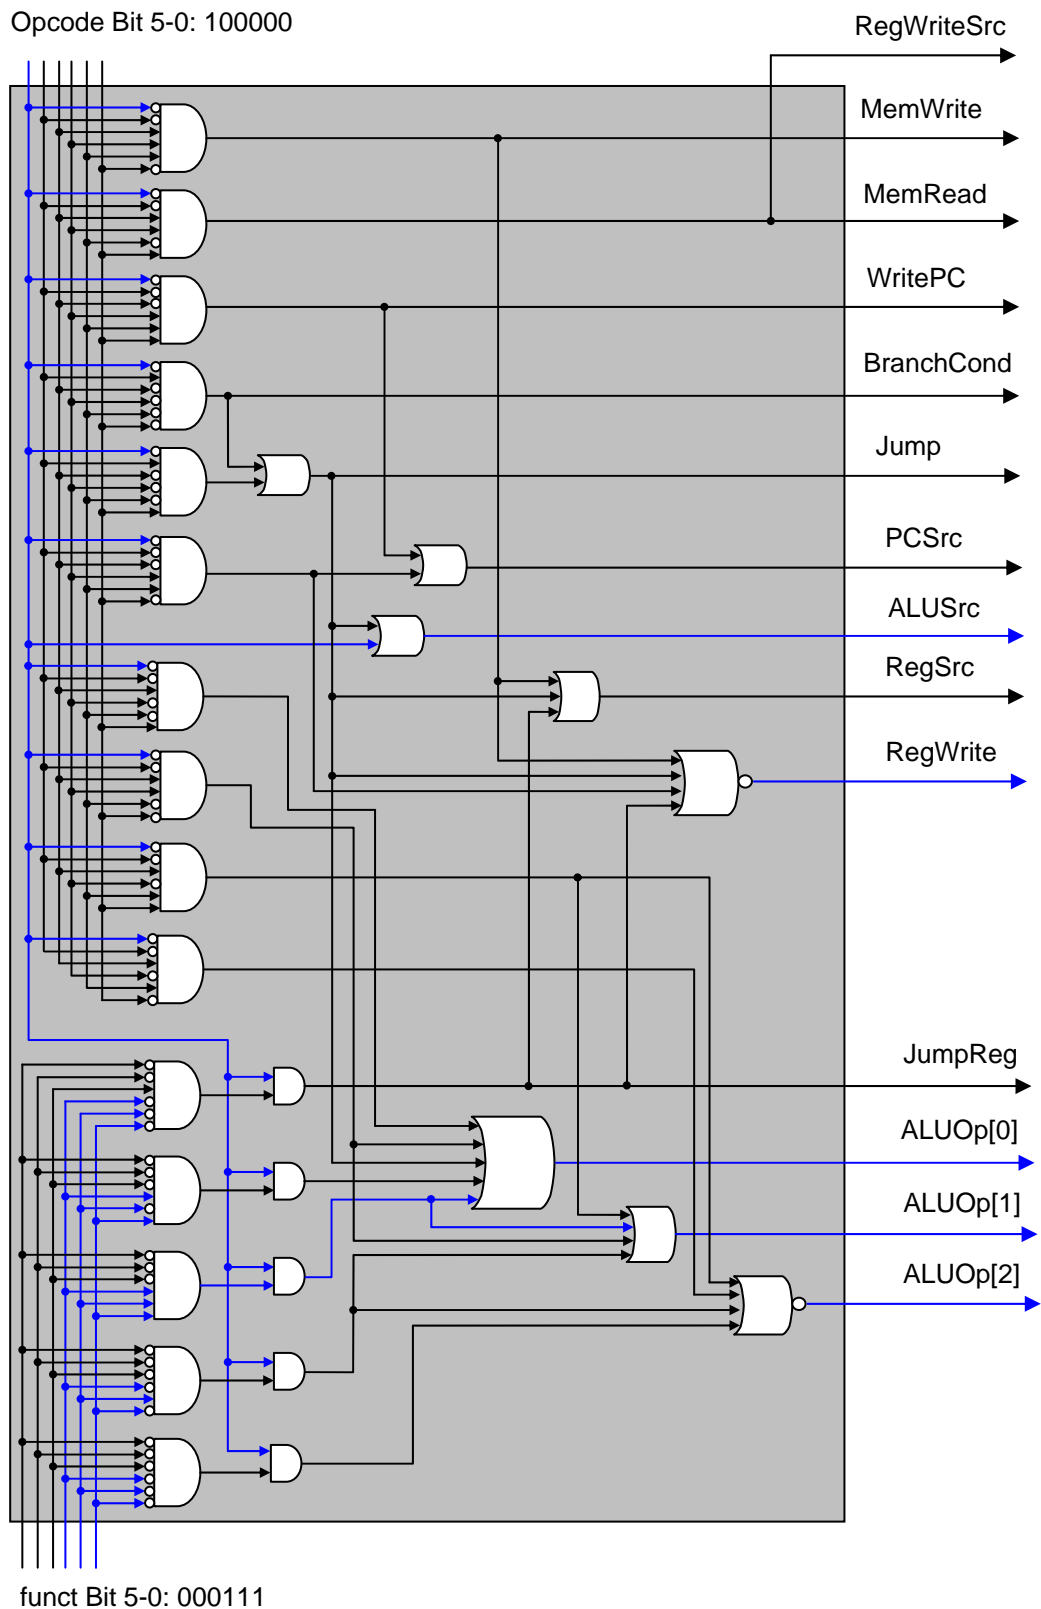 Opcode Bit 5-0: 100000
RegWriteSrc
MemWrite
MemRead
WritePC
BranchCond
Jump
PCSrc
ALUSrc
RegSrc
RegWrite
JumpReg
ALUOp[0]
ALUOp[1]
ALUOp[2]
funct Bit 5-0: 000111